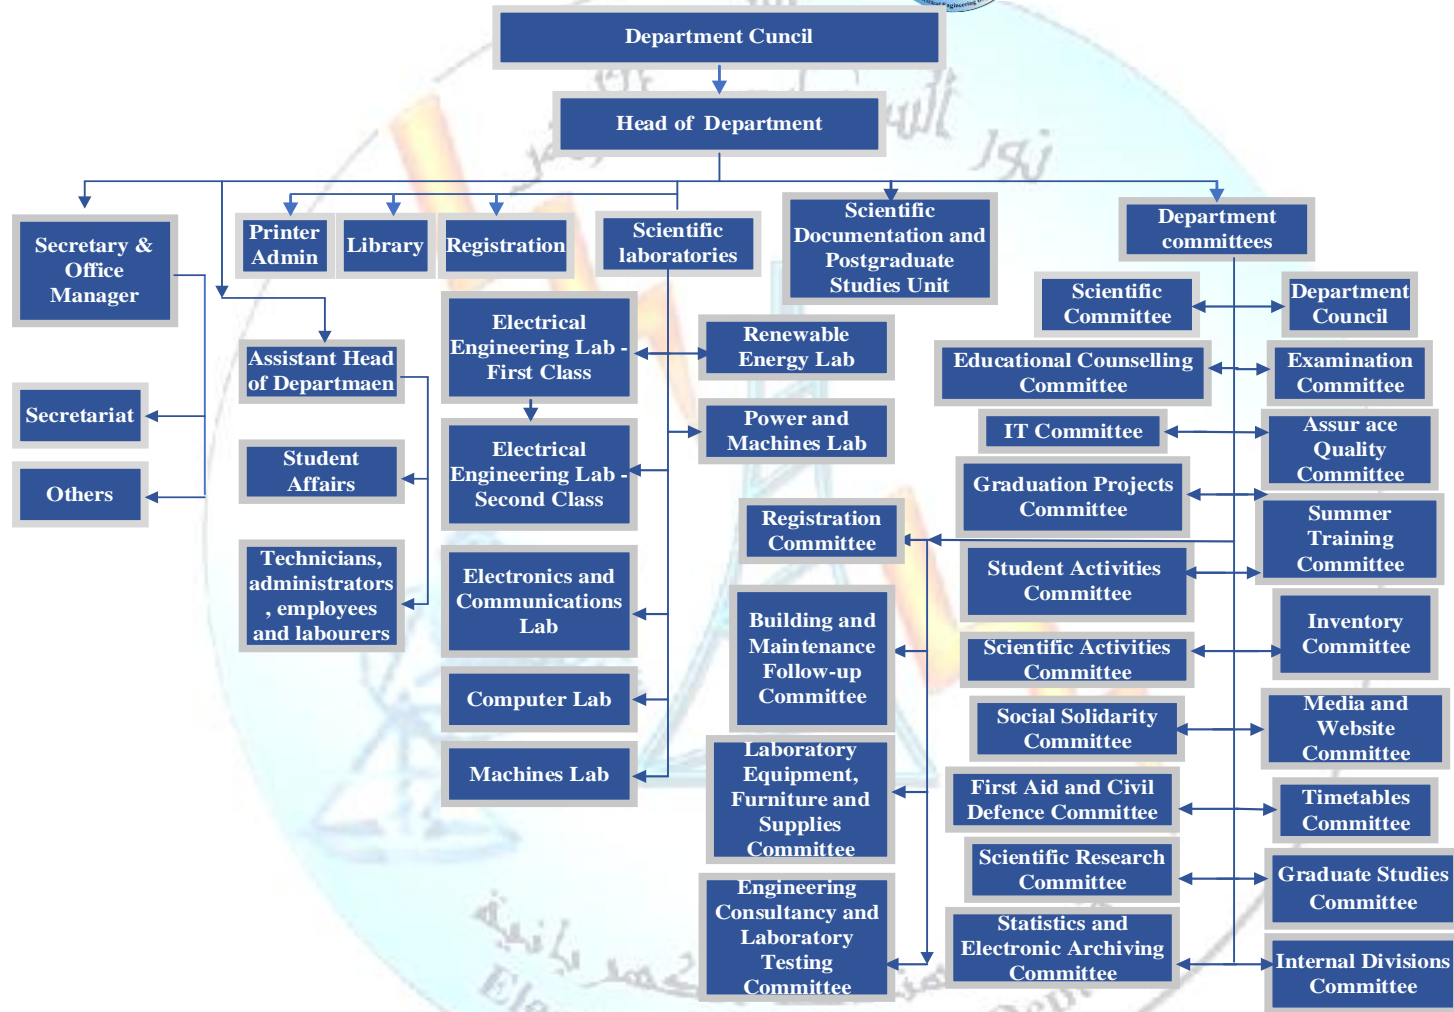 Department Cuncil
Head of Department
Secretary &
Office
Manager
Printer
Admin
Library
Registration
Scientific
laboratories
Scientific
Documentation and
Postgraduate
Studies Unit
Department
committees
Secretariat
Others
Assistant Head
of Departmaen
Student
Affairs
Technicians,
administrators
, employees
and labourers
Electrical
Engineering Lab -
First Class
Electrical
Engineering Lab -
Second Class
Electronics and
Communications
Lab
Computer Lab
Machines Lab
Renewable
Energy Lab
Power and
Machines Lab
Registration
Committee
Building and
Maintenance
Follow-up
Committee
Laboratory
Equipment,
Furniture and
Supplies
Committee
Engineering
Consultancy and
Laboratory
Testing
Committee
Scientific
Committee
Department
Council
Educational Counselling
Committee
Examination
Committee
IT Committee
Assur ace
Quality
Committee
Graduation Projects
Committee
Summer
Training
Committee
Student Activities
Committee
Scientific Activities
Committee
Inventory
Committee
Social Solidarity
Committee
Media and
Website
Committee
First Aid and Civil
Defence Committee
Timetables
Committee
Scientific Research
Committee
Graduate Studies
Committee
Statistics and
Electronic Archiving
Committee
Internal Divisions
Committee
نور